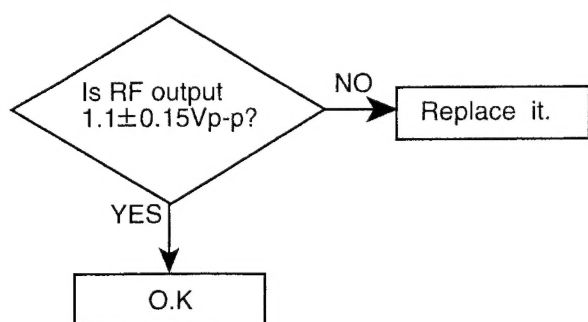 Is RF output
1.1±0.15Vp-p?
NO
Replace it.
YES
O.K